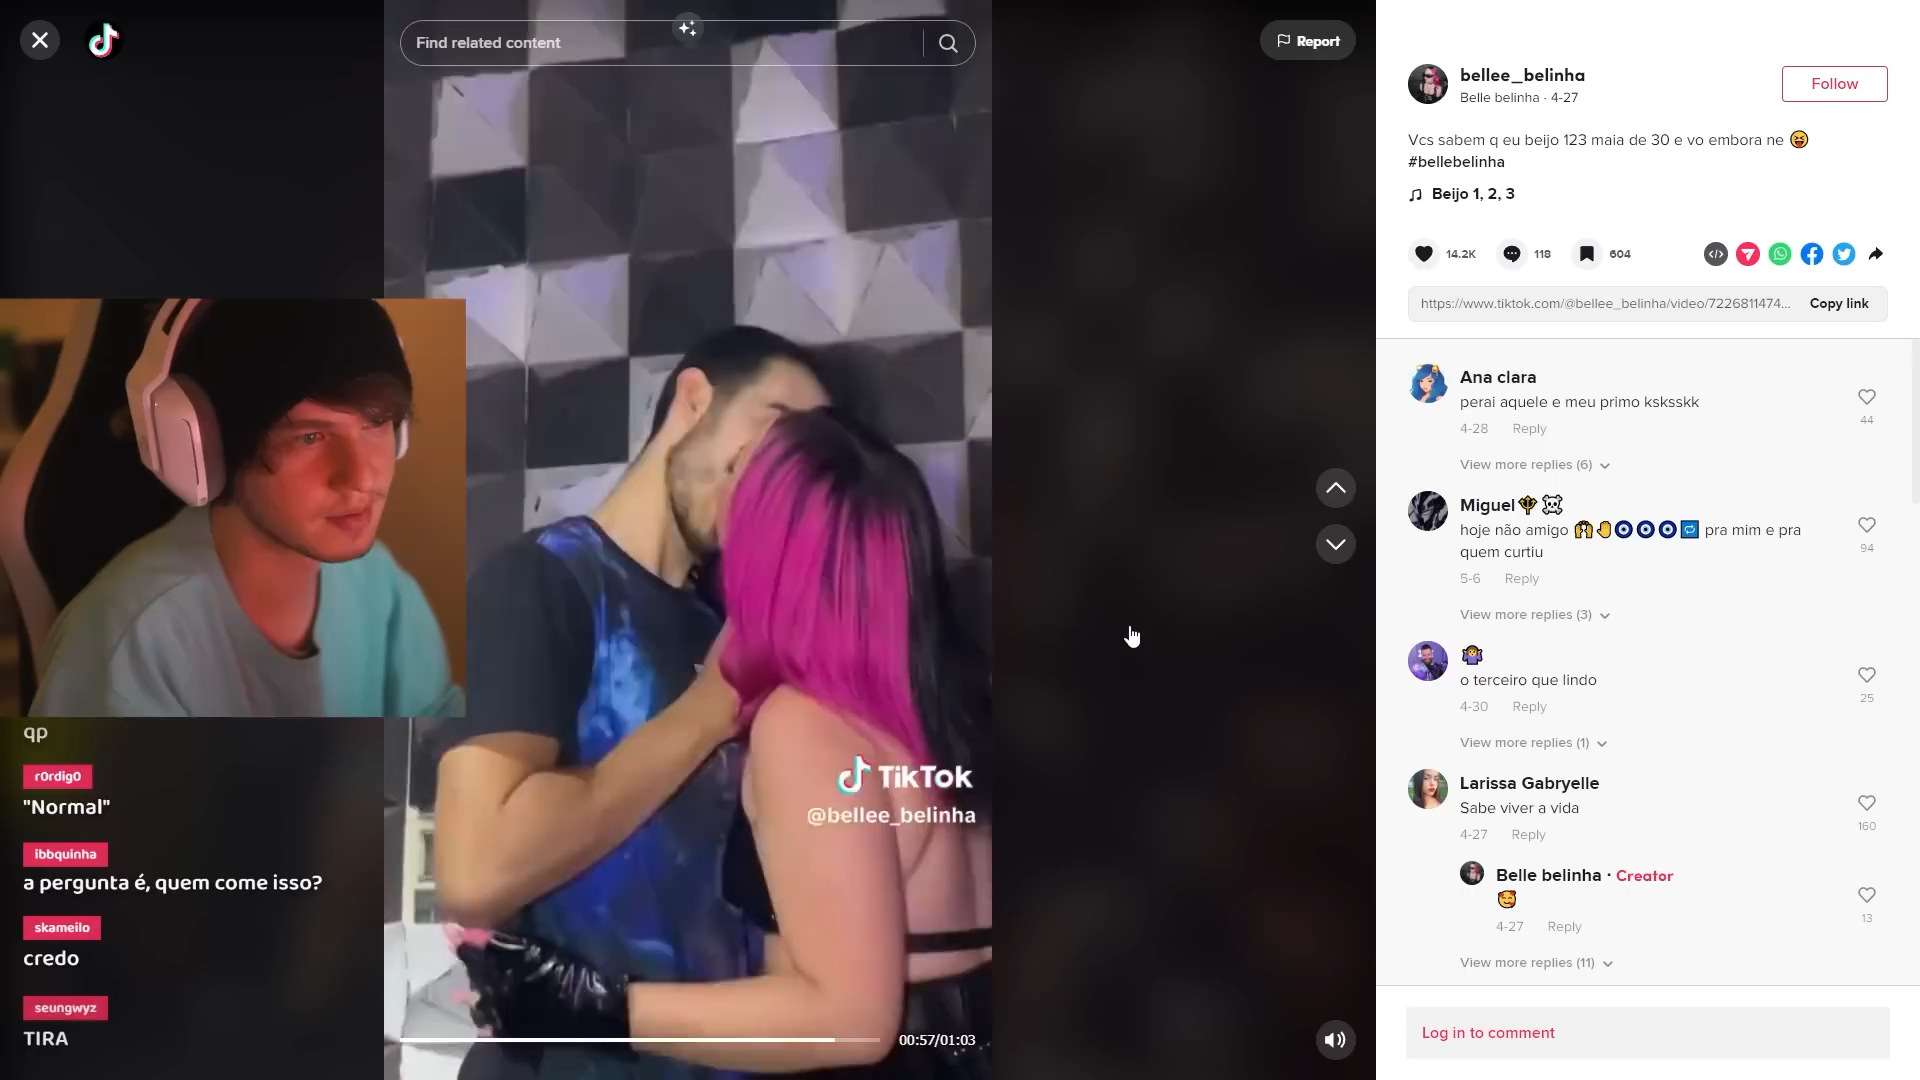 Find related content
Report
bellee_belinha
Belle belinha · 4-27
Follow
Vcs sabem q eu beijo 123 maia de 30 e vo embora ne 😝
#bellebelinha
Beijo 1, 2, 3
14.2K
118
604
https://www.tiktok.com/@bellee_belinha/video/7226811474...
Copy link
Ana clara
perai aquele e meu primo ksksskk
44
4-28 Reply
View more replies (6)
Miguel🔱☠
hoje não amigo 🙌🤚🧿🧿🧿🔁 pra mim e pra
quem curtiu
94
5-6 Reply
View more replies (3)
🤷
o terceiro que lindo
25
4-30 Reply
View more replies (1)
Larissa Gabryelle
Sabe viver a vida
160
4-27 Reply
Belle belinha · Creator
🥰
13
4-27 Reply
View more replies (11)
Log in to comment
TikTok
@bellee_belinha
00:57/01:03
qp
r0rdig0
"Normal"
ibbquinha
a pergunta é, quem come isso?
skameilo
credo
seungwyz
TIRA